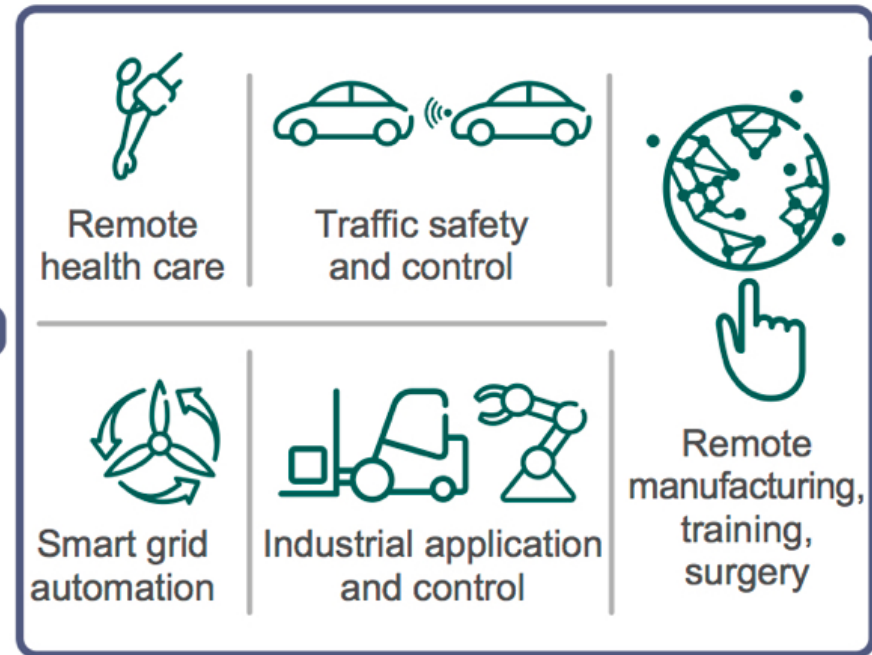 Remote
health care
Traffic safety
and control
Remote
manufacturing,
training,
surgery
Smart grid
automation
Industrial application
and control